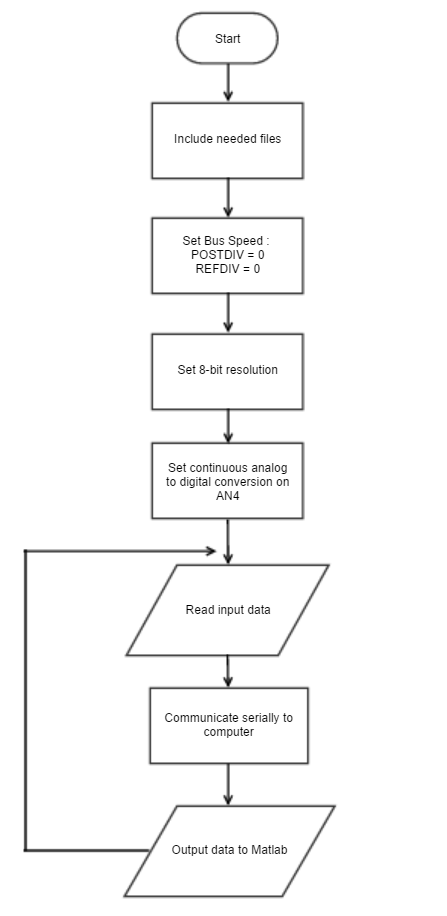 Start
Include needed files
Set Bus Speed :
POSTDIV = 0
REFDIV = 0
Set 8-bit resolution
Set continuous analog
to digital conversion on
AN4
Read input data
Communicate serially to
computer
Output data to Matlab